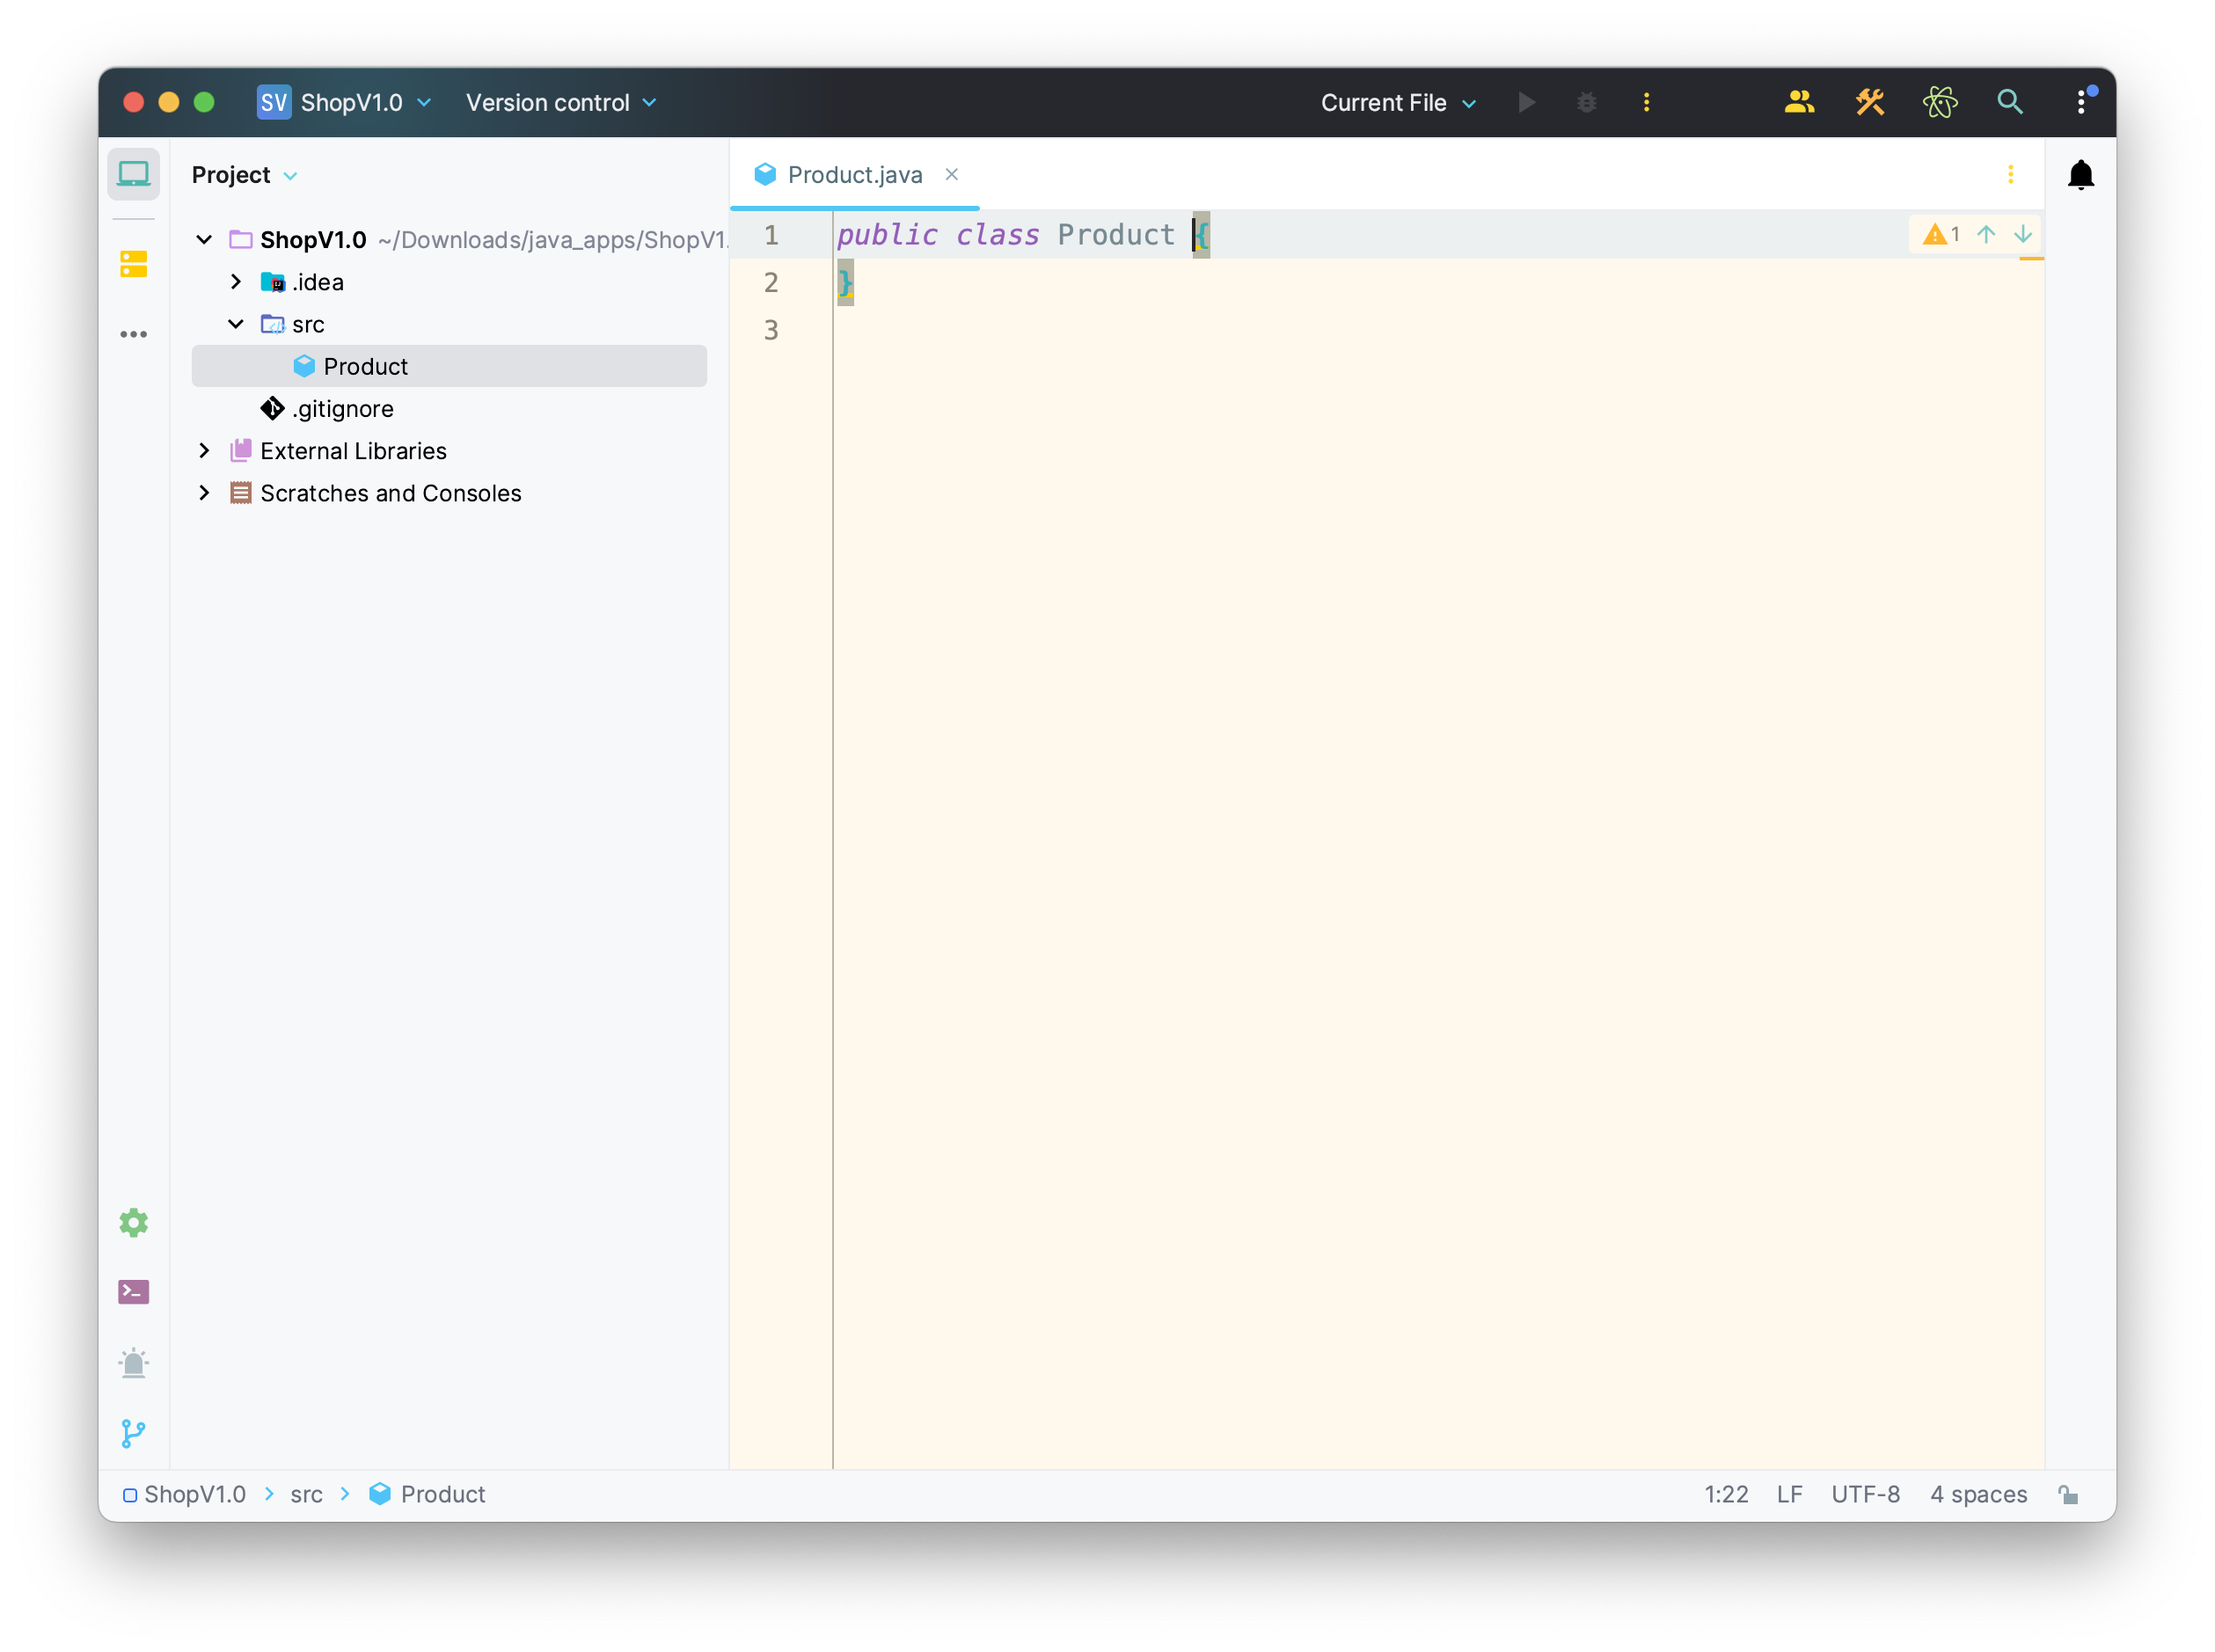 SV ShopV1.0 Version control Current File
Project
Product.java
ShopV1.0 ~/Downloads/java_apps/ShopV1.
.idea
src
Product
.gitignore
External Libraries
Scratches and Consoles
1 public class Product {
2 }
3
1
ShopV1.0 src Product 1:22 LF UTF-8 4 spaces